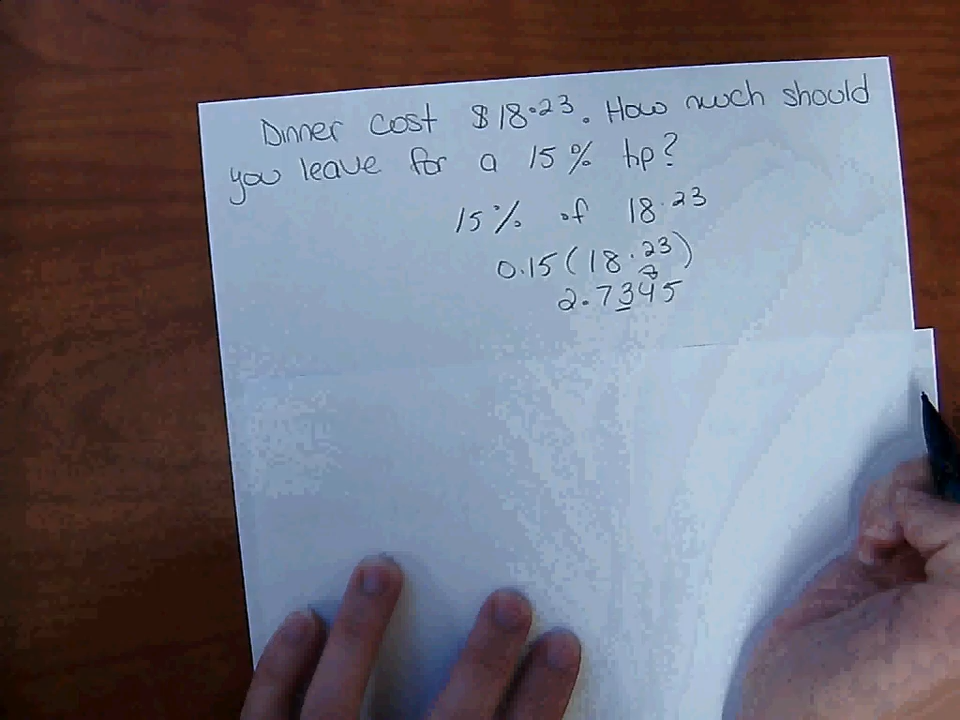 Dinner cost $18.23. How much should
you leave for a 15% tip?
15% of 18.23
0.15(18.23)
2.7345